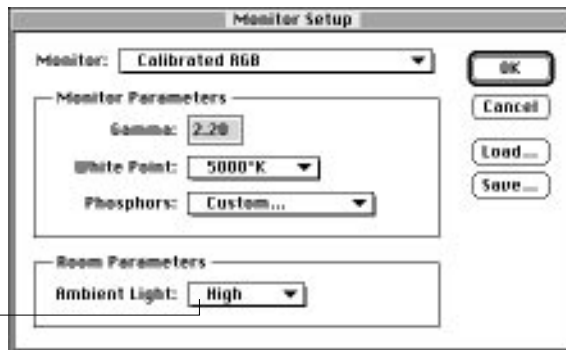 Monitor Setup
Monitor: Calibrated RGB
OK
Monitor Parameters
Cancel
Gamma: 2.20
Load...
White Point: 5000°K
Save...
Phosphors: Custom...
Room Parameters
Ambient Light: High